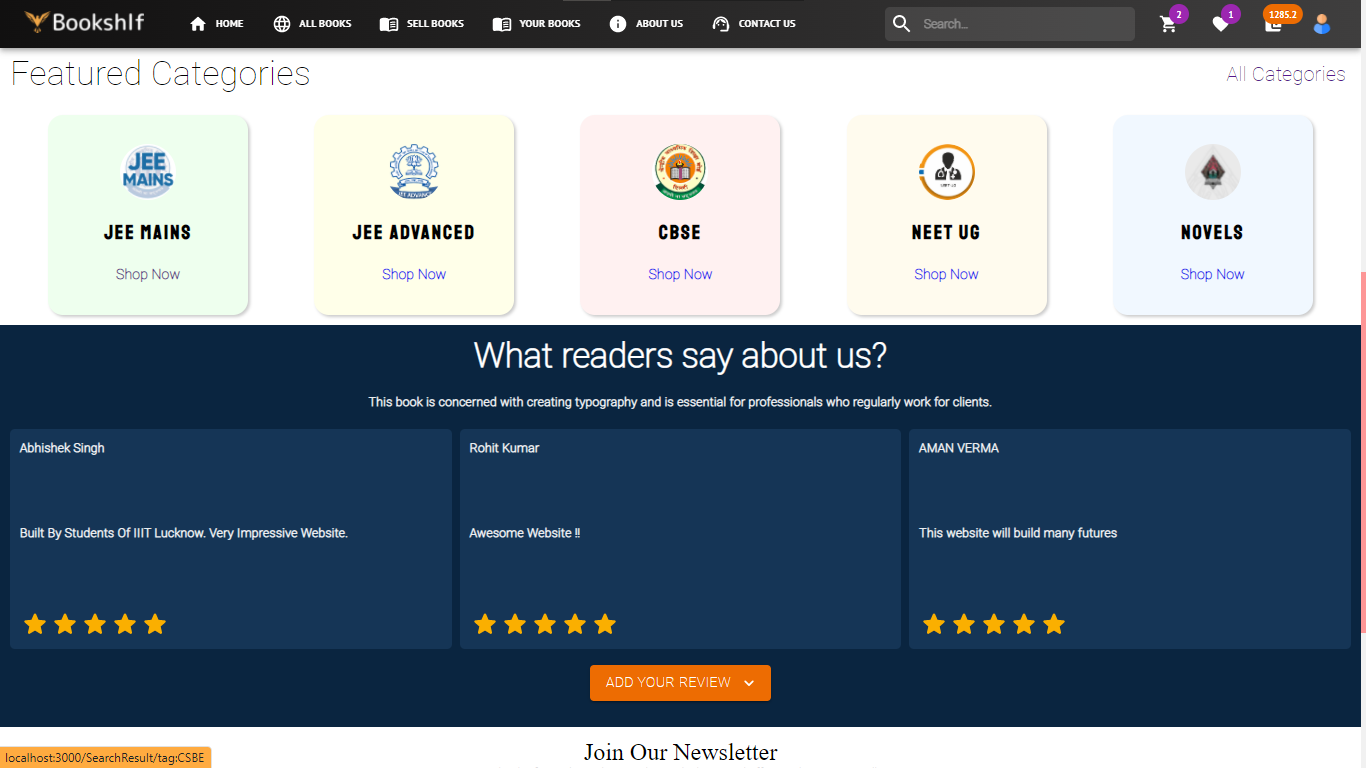 Bookshlf HOME ALL BOOKS SELL BOOKS YOUR BOOKS ABOUT US CONTACT US Search... 2 1 1285.2
Featured Categories All Categories
JEE MAINS
JEE MAINS
Shop Now
JEE ADVANCED
Shop Now
CBSE
Shop Now
NEET UG
Shop Now
NOVELS
Shop Now
What readers say about us?
This book is concerned with creating typography and is essential for professionals who regularly work for clients.
Abhishek Singh
Built By Students Of IIIT Lucknow. Very Impressive Website.
Rohit Kumar
Awesome Website !!
AMAN VERMA
This website will build many futures
ADD YOUR REVIEW
Join Our Newsletter
localhost:3000/SearchResult/tag:CSBE